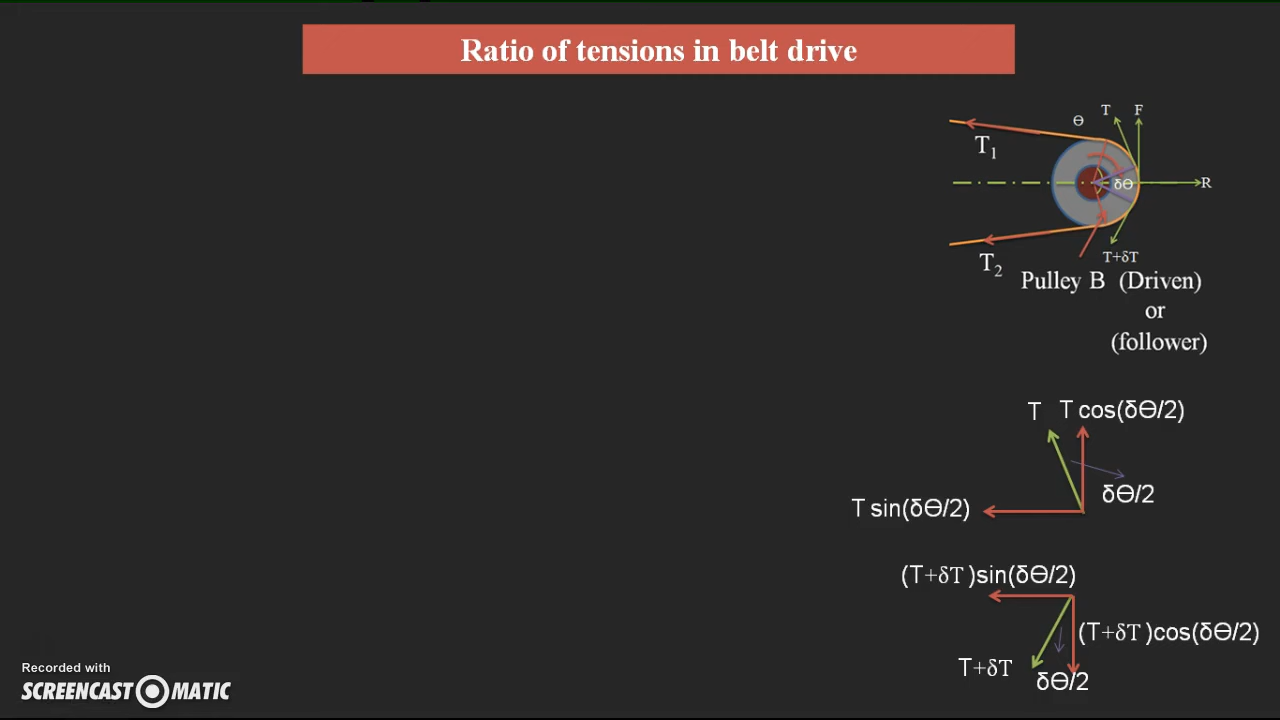 Ratio of tensions in belt drive
ϴ T F
T1
δϴ R
T2
T+δT
Pulley B (Driven)
or
(follower)
T T cos(δϴ/2)
δϴ/2
T sin(δϴ/2)
(T+δT )sin(δϴ/2)
(T+δT )cos(δϴ/2)
T+δT
δϴ/2
Recorded with
SCREENCAST O MATIC